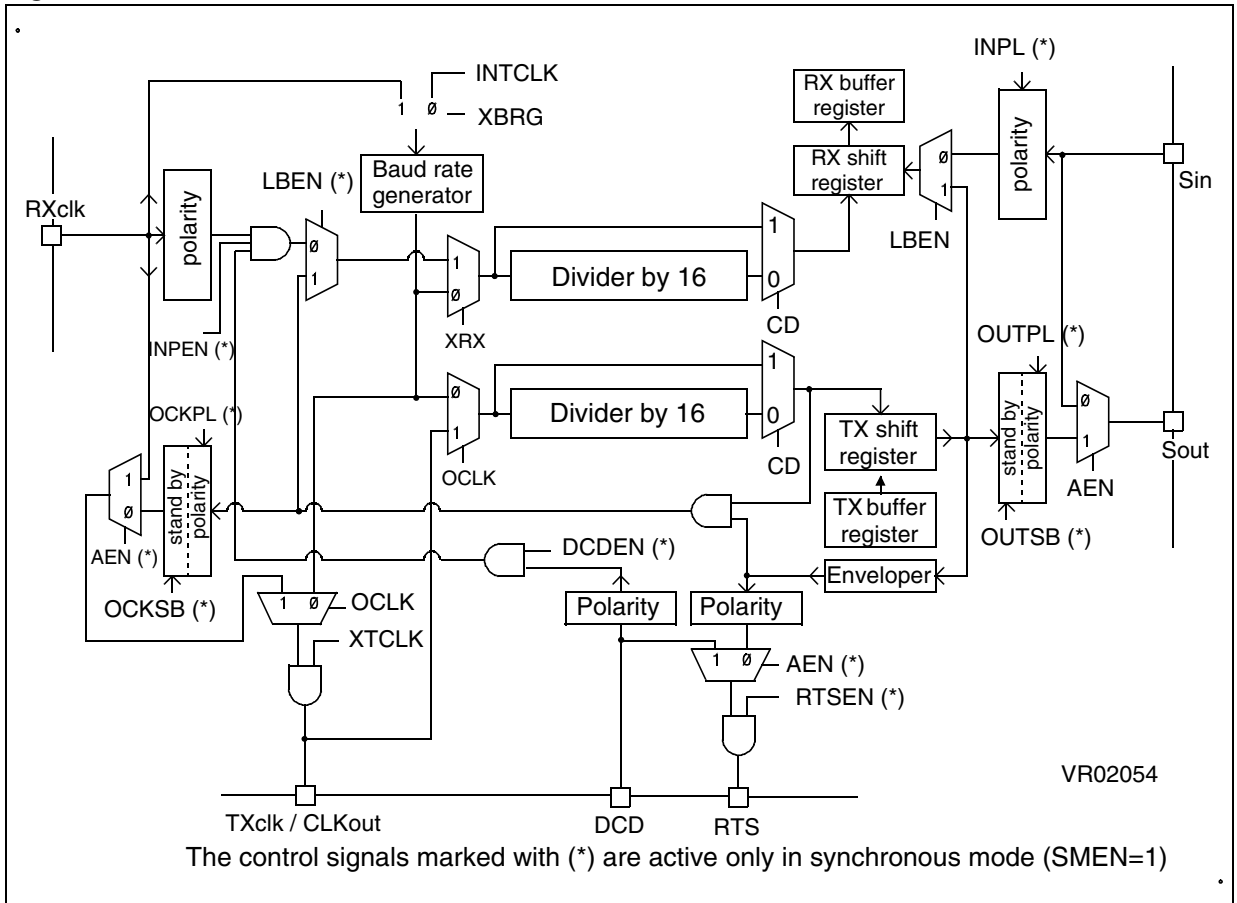 INPL (*)
INTCLK
RX buffer
register
1 Ø
XBRG
polarity
Baud rate
generator
RX shift
register
Ø
1
Sin
LBEN (*)
RXclk
polarity
LBEN
Ø
1
1
Ø
Divider by 16
1
0
CD
XRX
INPEN (*)
OUTPL (*)
OCKPL (*)
Ø
1
Divider by 16
1
0
CD
OCLK
TX shift
register
stand by
polarity
Ø
1
Sout
AEN
1
Ø
stand by
polarity
TX buffer
register
OUTSB (*)
AEN (*)
DCDEN (*)
Enveloper
OCKSB (*)
1 Ø
OCLK
Polarity
Polarity
XTCLK
1 Ø
AEN (*)
RTSEN (*)
VR02054
TXclk / CLKout
DCD
RTS
The control signals marked with (*) are active only in synchronous mode (SMEN=1)